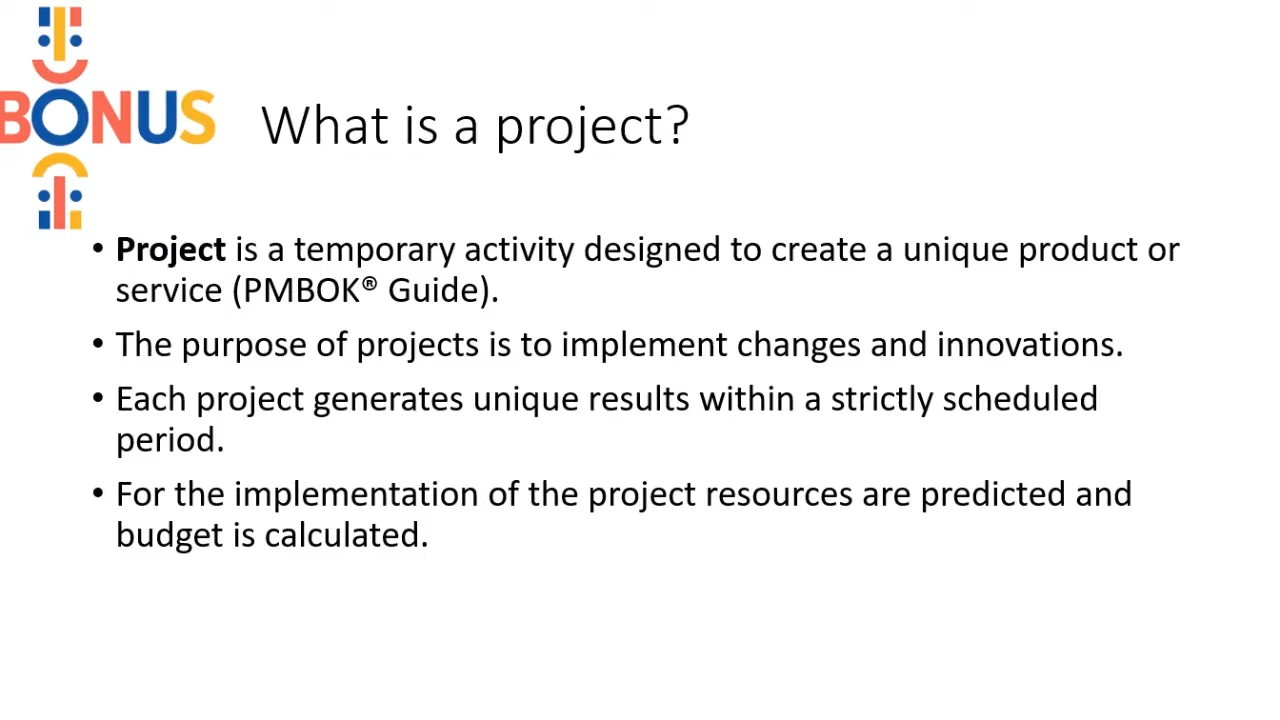 BONUS
What is a project?
• Project is a temporary activity designed to create a unique product or
service (PMBOK® Guide).
• The purpose of projects is to implement changes and innovations.
• Each project generates unique results within a strictly scheduled
period.
• For the implementation of the project resources are predicted and
budget is calculated.